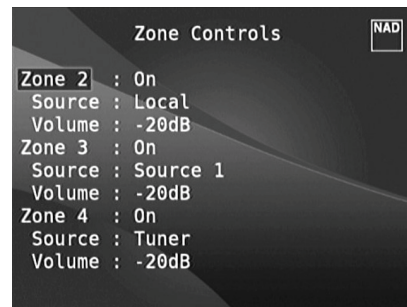 Zone Controls
NAD
Zone 2 : On
Source : Local
Volume : -20dB
Zone 3 : On
Source : Source 1
Volume : -20dB
Zone 4 : On
Source : Tuner
Volume : -20dB